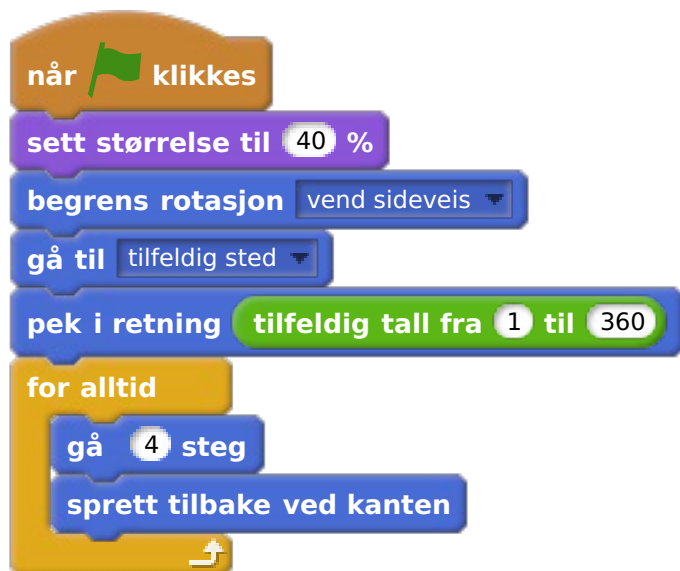 når klikkes
sett størrelse til 40 %
begrens rotasjon vend sideveis
gå til tilfeldig sted
pek i retning tilfeldig tall fra 1 til 360
for alltid
gå 4 steg
sprett tilbake ved kanten